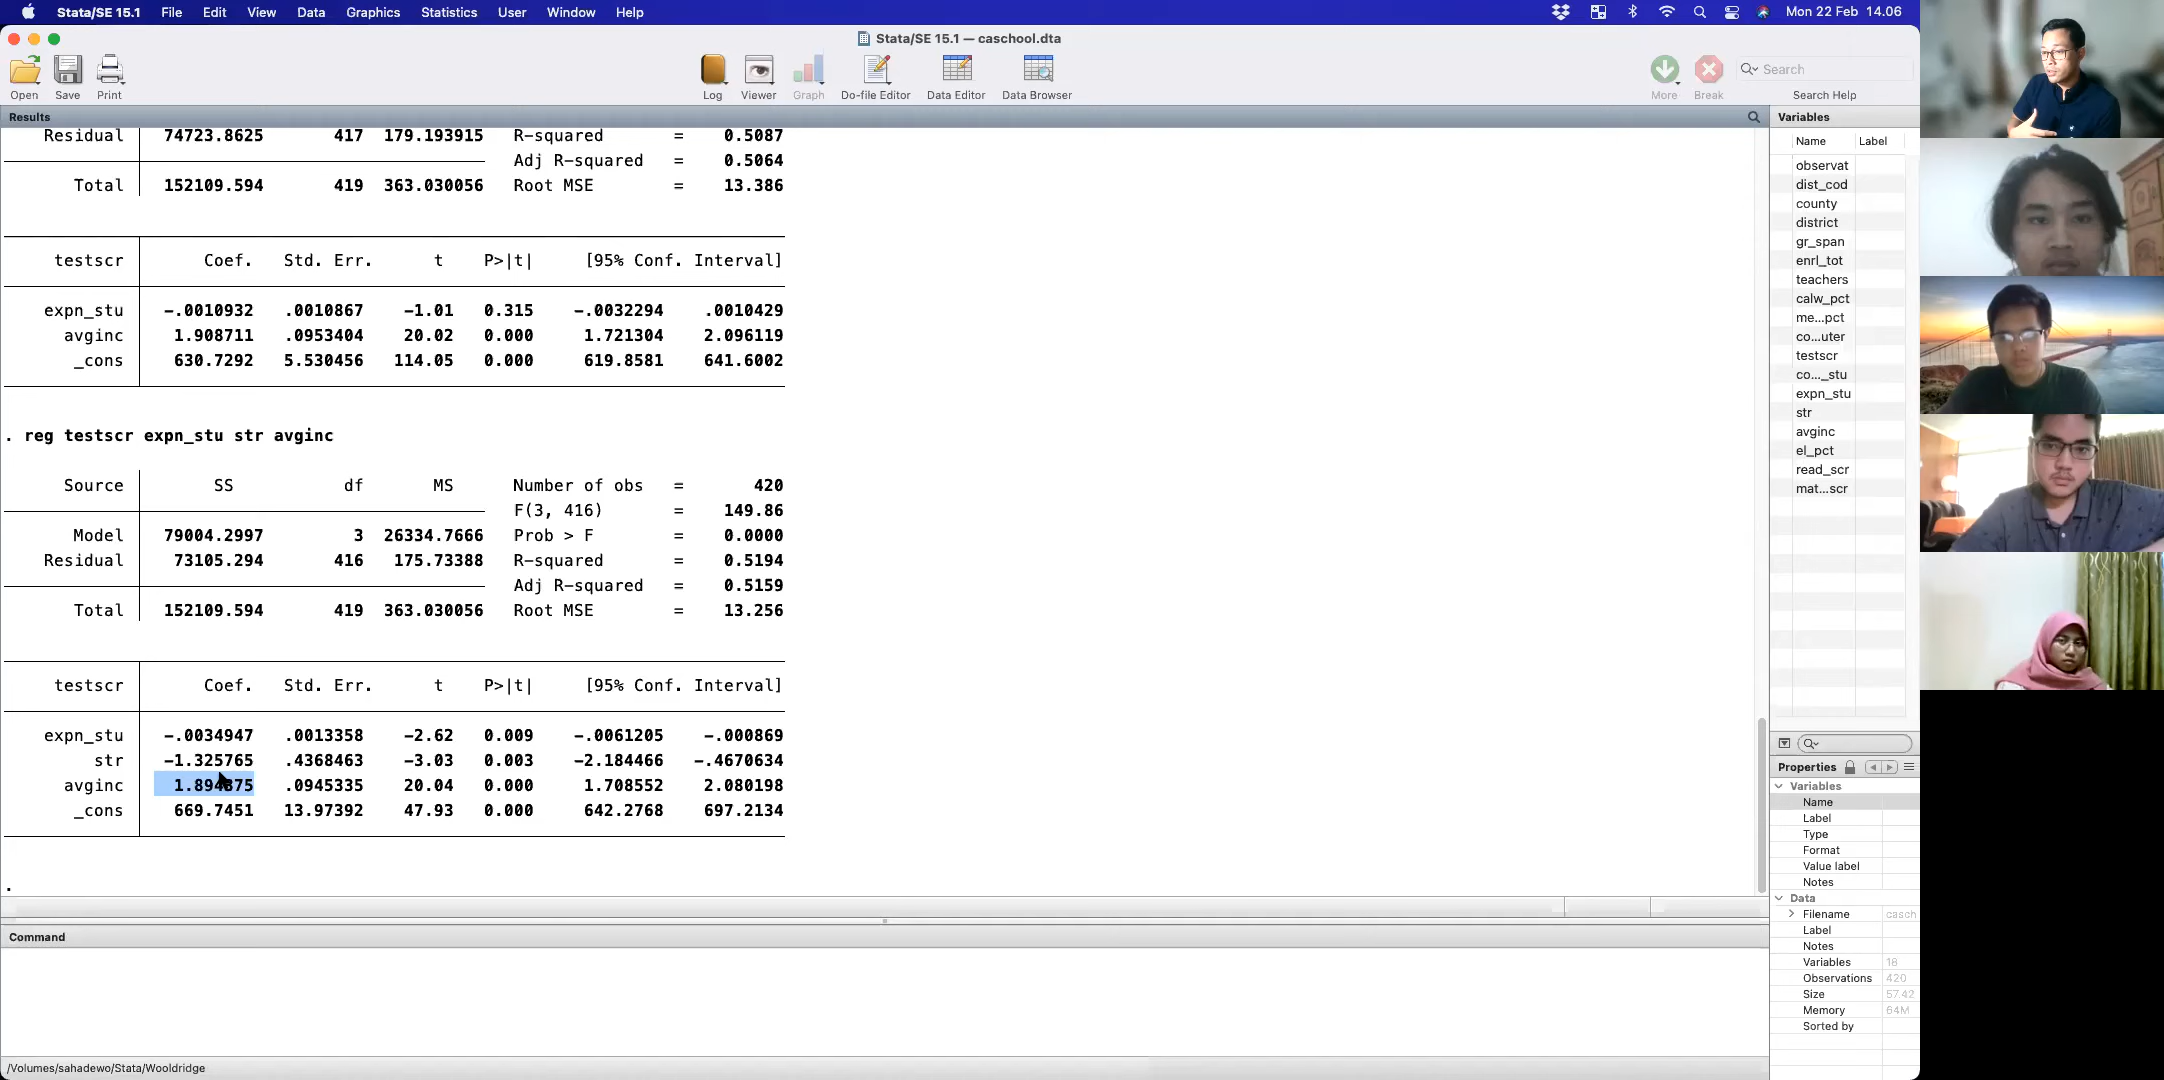 Stata/SE 15.1 File Edit View Data Graphics Statistics User Window Help Mon 22 Feb 14.06
Stata/SE 15.1 — caschool.dta
Open Save Print Log Viewer Graph Do-file Editor Data Editor Data Browser More Break Search
Search Help
Results
Residual 74723.8625 417 179.193915 R-squared = 0.5087
Adj R-squared = 0.5064
Total 152109.594 419 363.030056 Root MSE = 13.386
testscr Coef. Std. Err. t P>|t| [95% Conf. Interval]
expn_stu -.0010932 .0010867 -1.01 0.315 -.0032294 .0010429
avginc 1.908711 .0953404 20.02 0.000 1.721304 2.096119
_cons 630.7292 5.530456 114.05 0.000 619.8581 641.6002
. reg testscr expn_stu str avginc
Source SS df MS Number of obs = 420
F(3, 416) = 149.86
Model 79004.2997 3 26334.7666 Prob > F = 0.0000
Residual 73105.294 416 175.73388 R-squared = 0.5194
Adj R-squared = 0.5159
Total 152109.594 419 363.030056 Root MSE = 13.256
testscr Coef. Std. Err. t P>|t| [95% Conf. Interval]
expn_stu -.0034947 .0013358 -2.62 0.009 -.0061205 -.000869
str -1.325765 .4368463 -3.03 0.003 -2.184466 -.4670634
avginc .0945335 20.04 0.000 1.708552 2.080198
_cons 669.7451 13.97392 47.93 0.000 642.2768 697.2134
.
Command
/Volumes/sahadewo/Stata/Wooldridge
Variables
Name Label
observat
dist_cod
county
district
gr_span
enrl_tot
teachers
calw_pct
me...pct
co...uter
testscr
co..._stu
expn_stu
str
avginc
el_pct
read_scr
mat...scr
Properties
Variables
Name
Label
Type
Format
Value label
Notes
Data
Filename casch
Label
Notes
Variables 18
Observations 420
Size 57.42
Memory 64M
Sorted by